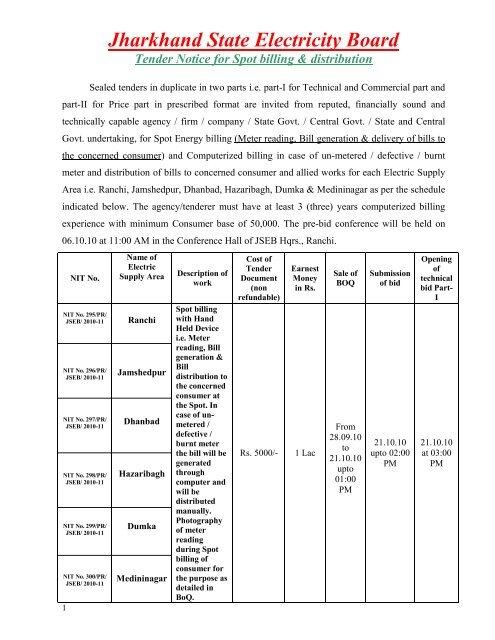 Jharkhand State Electricity Board
Tender Notice for Spot billing & distribution
Sealed tenders in duplicate in two parts i.e. part-I for Technical and Commercial part and
part-II for Price part in prescribed format are invited from reputed, financially sound and
technically capable agency / firm / company / State Govt. / Central Govt. / State and Central
Govt. undertaking, for Spot Energy billing (Meter reading, Bill generation & delivery of bills to
the concerned consumer) and Computerized billing in case of un-metered / defective / burnt
meter and distribution of bills to concerned consumer and allied works for each Electric Supply
Area i.e. Ranchi, Jamshedpur, Dhanbad, Hazaribagh, Dumka & Medininagar as per the schedule
indicated below. The agency/tenderer must have at least 3 (three) years computerized billing
experience with minimum Consumer base of 50,000. The pre-bid conference will be held on
06.10.10 at 11:00 AM in the Conference Hall of JSEB Hqrs., Ranchi.
NIT No.
Name of
Electric
Supply Area
Description of
work
Cost of
Tender
Document
(non
refundable)
Earnest
Money
in Rs.
Sale of
BOQ
Submission
of bid
Opening
of
technical
bid Part-
I
NIT No. 295/PR/
JSEB/ 2010-11
Ranchi
NIT No. 296/PR/
JSEB/ 2010-11
Jamshedpur
NIT No. 297/PR/
JSEB/ 2010-11
Dhanbad
NIT No. 298/PR/
JSEB/ 2010-11
Hazaribagh
NIT No. 299/PR/
JSEB/ 2010-11
Dumka
NIT No. 300/PR/
JSEB/ 2010-11
Medininagar
Spot billing
with Hand
Held Device
i.e. Meter
reading, Bill
generation &
Bill
distribution to
the concerned
consumer at
the Spot. In
case of un-
metered /
defective /
burnt meter
the bill will be
generated
through
computer and
will be
distributed
manually.
Photography
of meter
reading
during Spot
billing of
consumer for
the purpose as
detailed in
BoQ.
Rs. 5000/-
1 Lac
From
28.09.10
to
21.10.10
upto
01:00
PM
21.10.10
upto 02:00
PM
21.10.10
at 03:00
PM
1